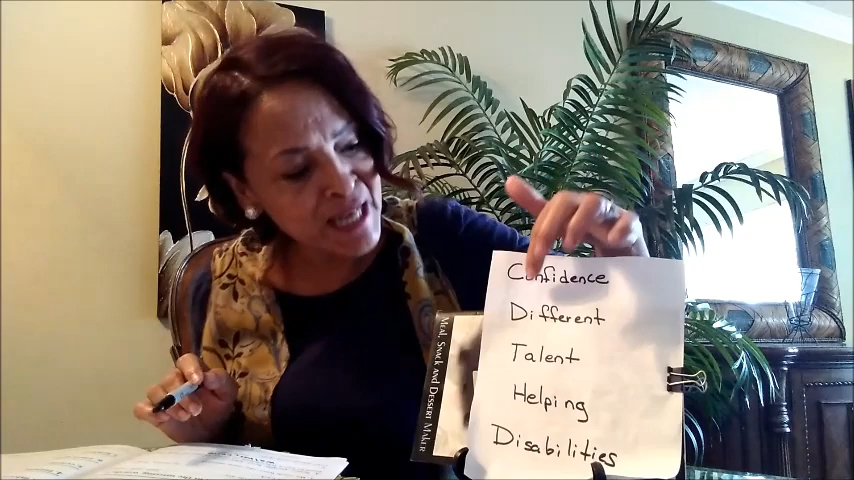 Confidence
Different
Talent
Helping
Disabilities
Meal, Snack and Dessert Maker